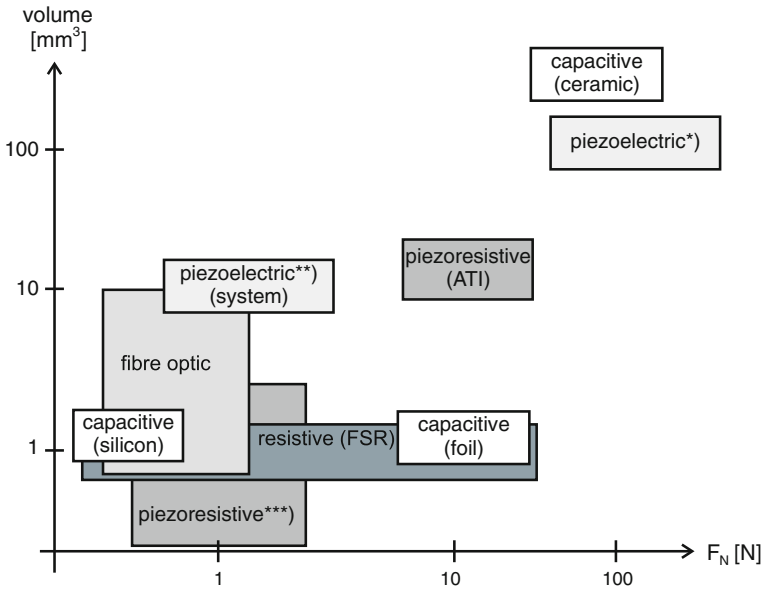 volume
[mm³]
capacitive
(ceramic)
100
piezoelectric*)
piezoresistive
(ATI)
piezoelectric**)
(system)
10
fibre optic
capacitive
(silicon)
resistive (FSR)
capacitive
(foil)
1
piezoresistive***)
F_N [N]
1
10
100